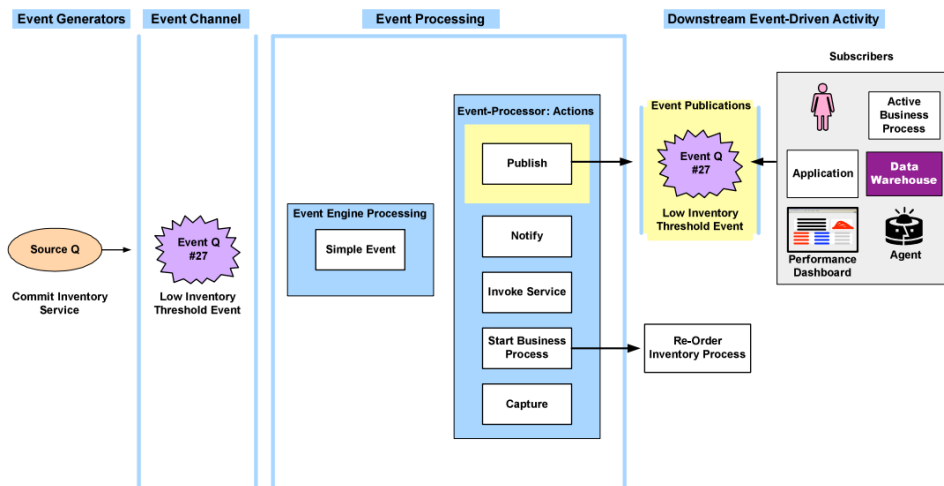 Event Generators
Event Channel
Event Processing
Downstream Event-Driven Activity
Source Q
Commit Inventory
Service
Event Q
#27
Low Inventory
Threshold Event
Event Engine Processing
Simple Event
Event-Processor: Actions
Publish
Notify
Invoke Service
Start Business
Process
Capture
Event Publications
Event Q
#27
Low Inventory
Threshold Event
Re-Order
Inventory Process
Subscribers
Active
Business
Process
Application
Data
Warehouse
Performance
Dashboard
Agent